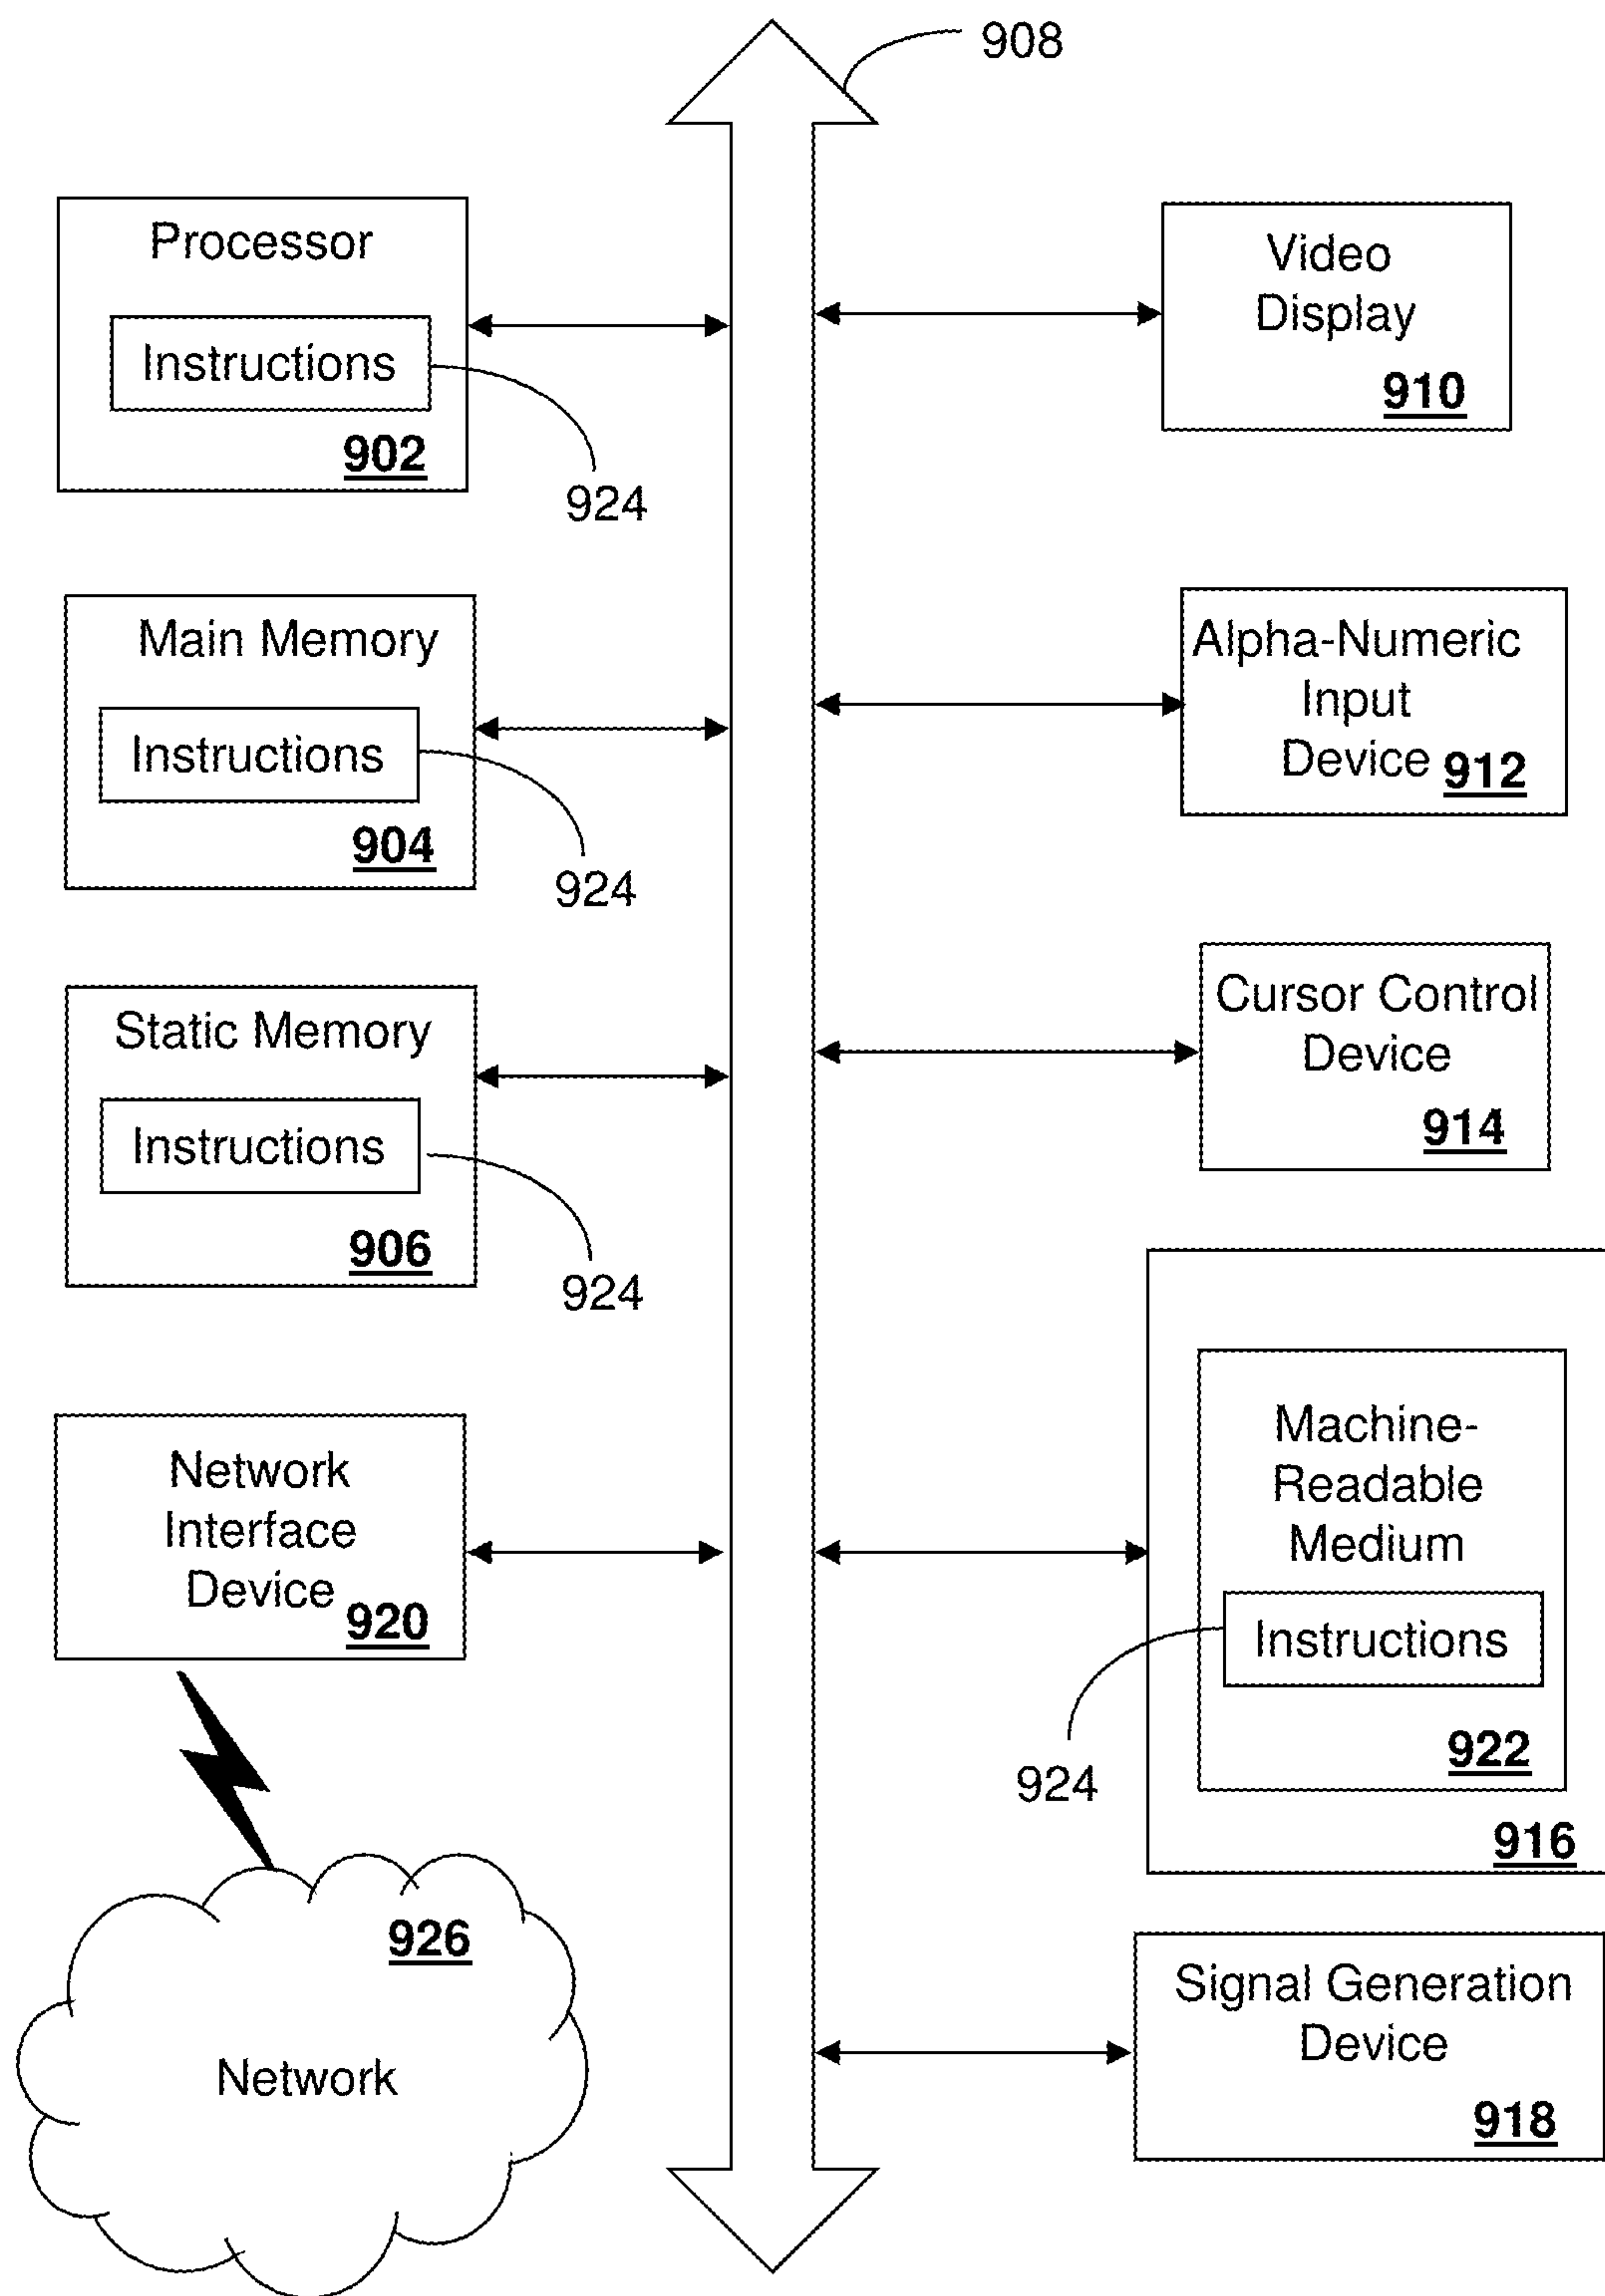 908
Processor
Instructions
902
924
Main Memory
Instructions
904
924
Static Memory
Instructions
906
924
Network
Interface
Device
920
926
Network
Video
Display
910
Alpha-Numeric
Input
Device
912
Cursor Control
Device
914
Machine-
Readable
Medium
Instructions
922
924
916
Signal Generation
Device
918